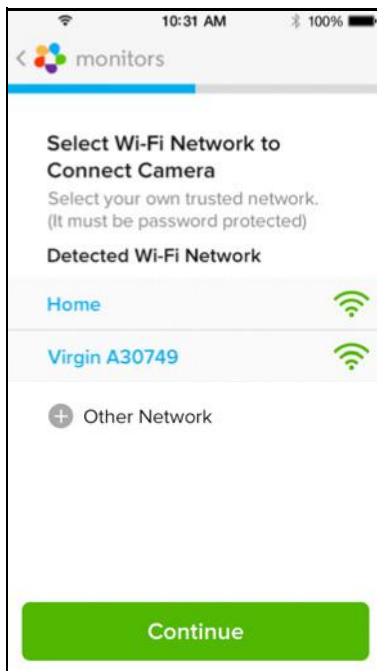 10:31 AM 100%
monitors
Select Wi-Fi Network to
Connect Camera
Select your own trusted network.
(It must be password protected)
Detected Wi-Fi Network
Home
Virgin A30749
Other Network
Continue